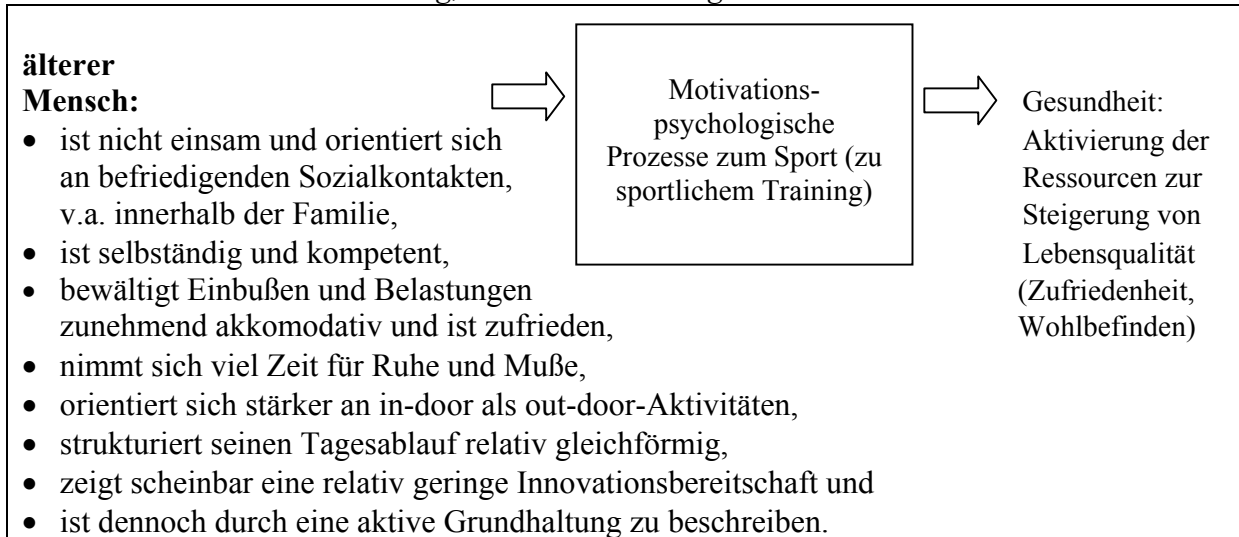 älterer
Mensch:
• ist nicht einsam und orientiert sich
an befriedigenden Sozialkontakten,
v.a. innerhalb der Familie,
• ist selbständig und kompetent,
• bewältigt Einbußen und Belastungen
zunehmend akkomodativ und ist zufrieden,
• nimmt sich viel Zeit für Ruhe und Muße,
• orientiert sich stärker an in-door als out-door-Aktivitäten,
• strukturiert seinen Tagesablauf relativ gleichförmig,
• zeigt scheinbar eine relativ geringe Innovationsbereitschaft und
• ist dennoch durch eine aktive Grundhaltung zu beschreiben.
Motivations-
psychologische
Prozesse zum Sport (zu
sportlichem Training)
Gesundheit:
Aktivierung der
Ressourcen zur
Steigerung von
Lebensqualität
(Zufriedenheit,
Wohlbefinden)